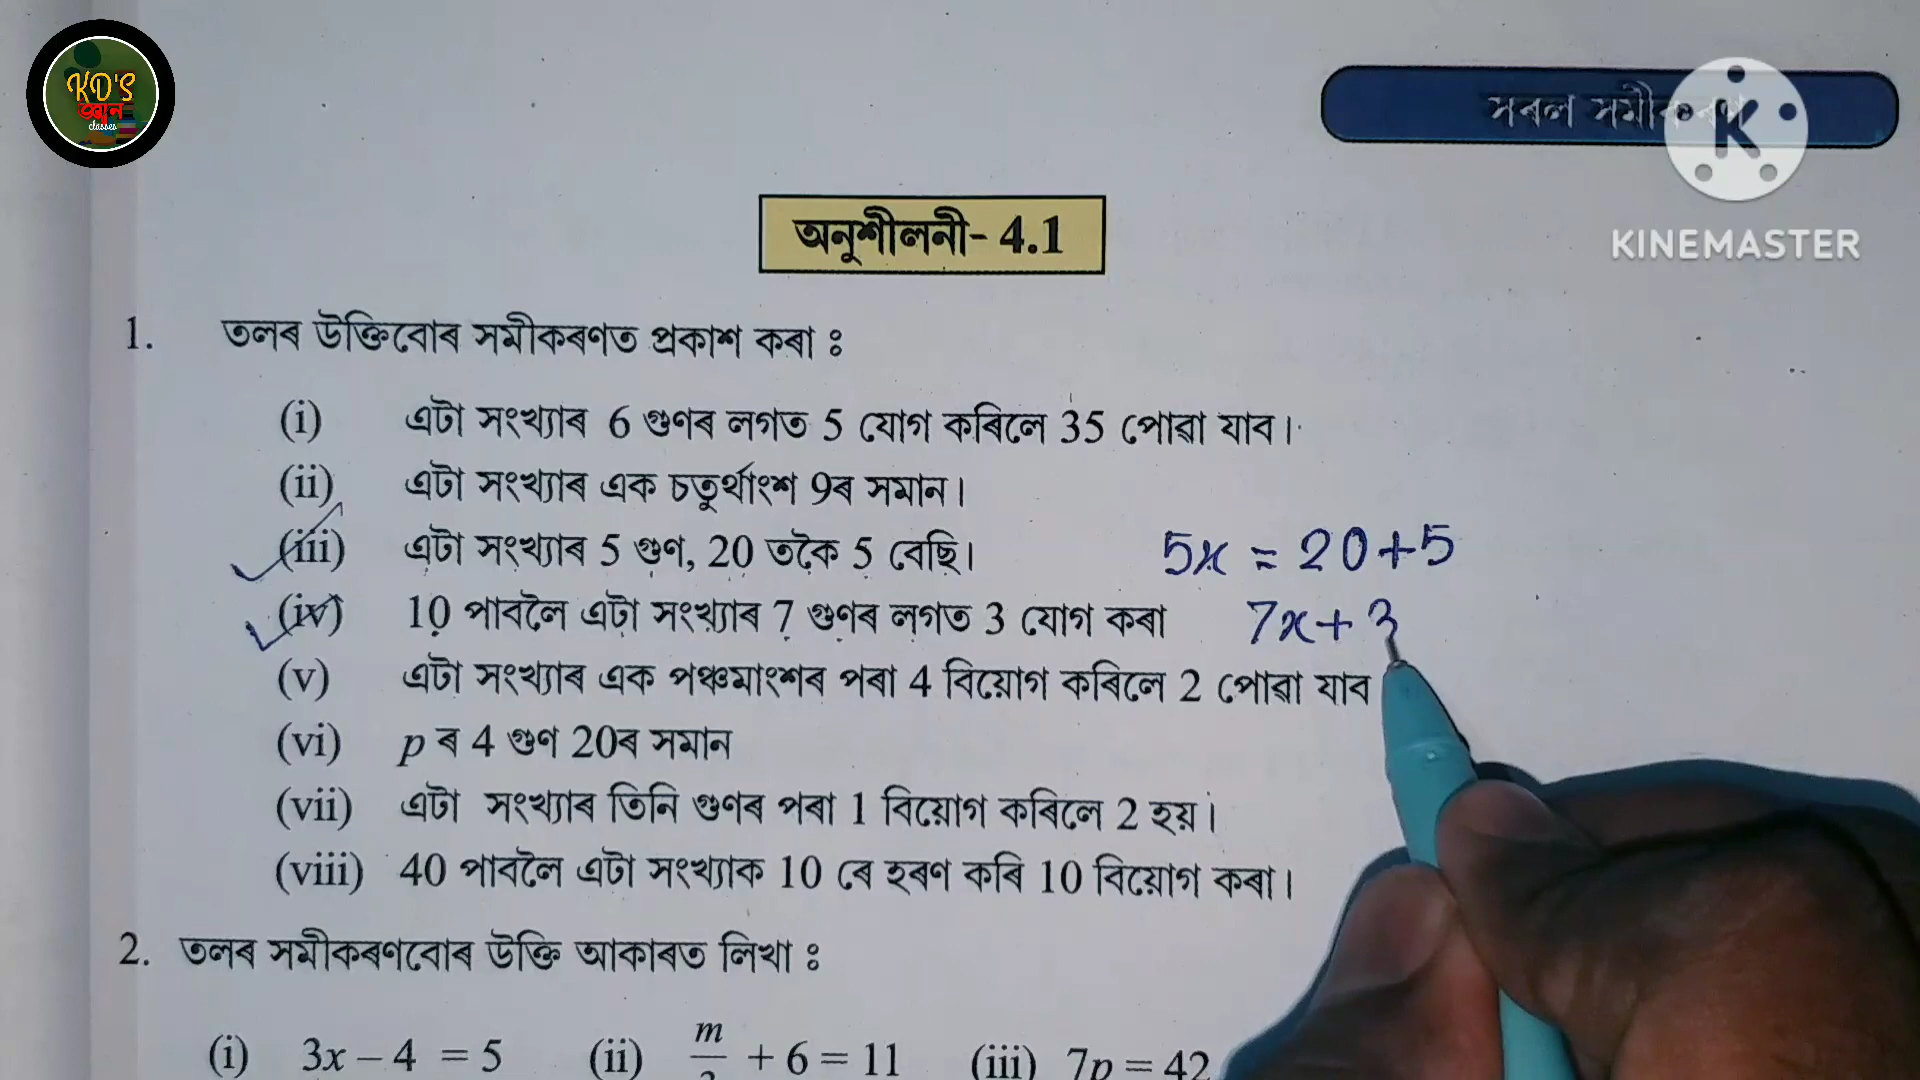 KD'S
জ্ঞান
classes
সৰল সমীকৰণ
K
KINEMASTER
অনুশীলনী- 4.1
1. তলৰ উক্তিবোৰ সমীকৰণত প্ৰকাশ কৰা ঃ
(i) এটা সংখ্যাৰ 6 গুণৰ লগত 5 যোগ কৰিলে 35 পোৱা যাব।
(ii) এটা সংখ্যাৰ এক চতুৰ্থাংশ 9ৰ সমান।
(iii) এটা সংখ্যাৰ 5 গুণ, 20 তকৈ 5 বেছি। 5x = 20+5
(iv) 10 পাবলৈ এটা সংখ্যাৰ 7 গুণৰ লগত 3 যোগ কৰা 7x+3
(v) এটা সংখ্যাৰ এক পঞ্চমাংশৰ পৰা 4 বিয়োগ কৰিলে 2 পোৱা যাব
(vi) p ৰ 4 গুণ 20ৰ সমান
(vii) এটা সংখ্যাৰ তিনি গুণৰ পৰা 1 বিয়োগ কৰিলে 2 হয়।
(viii) 40 পাবলৈ এটা সংখ্যাক 10 ৰে হৰণ কৰি 10 বিয়োগ কৰা।
2. তলৰ সমীকৰণবোৰ উক্তি আকাৰত লিখা ঃ
(i) 3x – 4 = 5 (ii) m + 6 = 11 (iii) 7p = 42